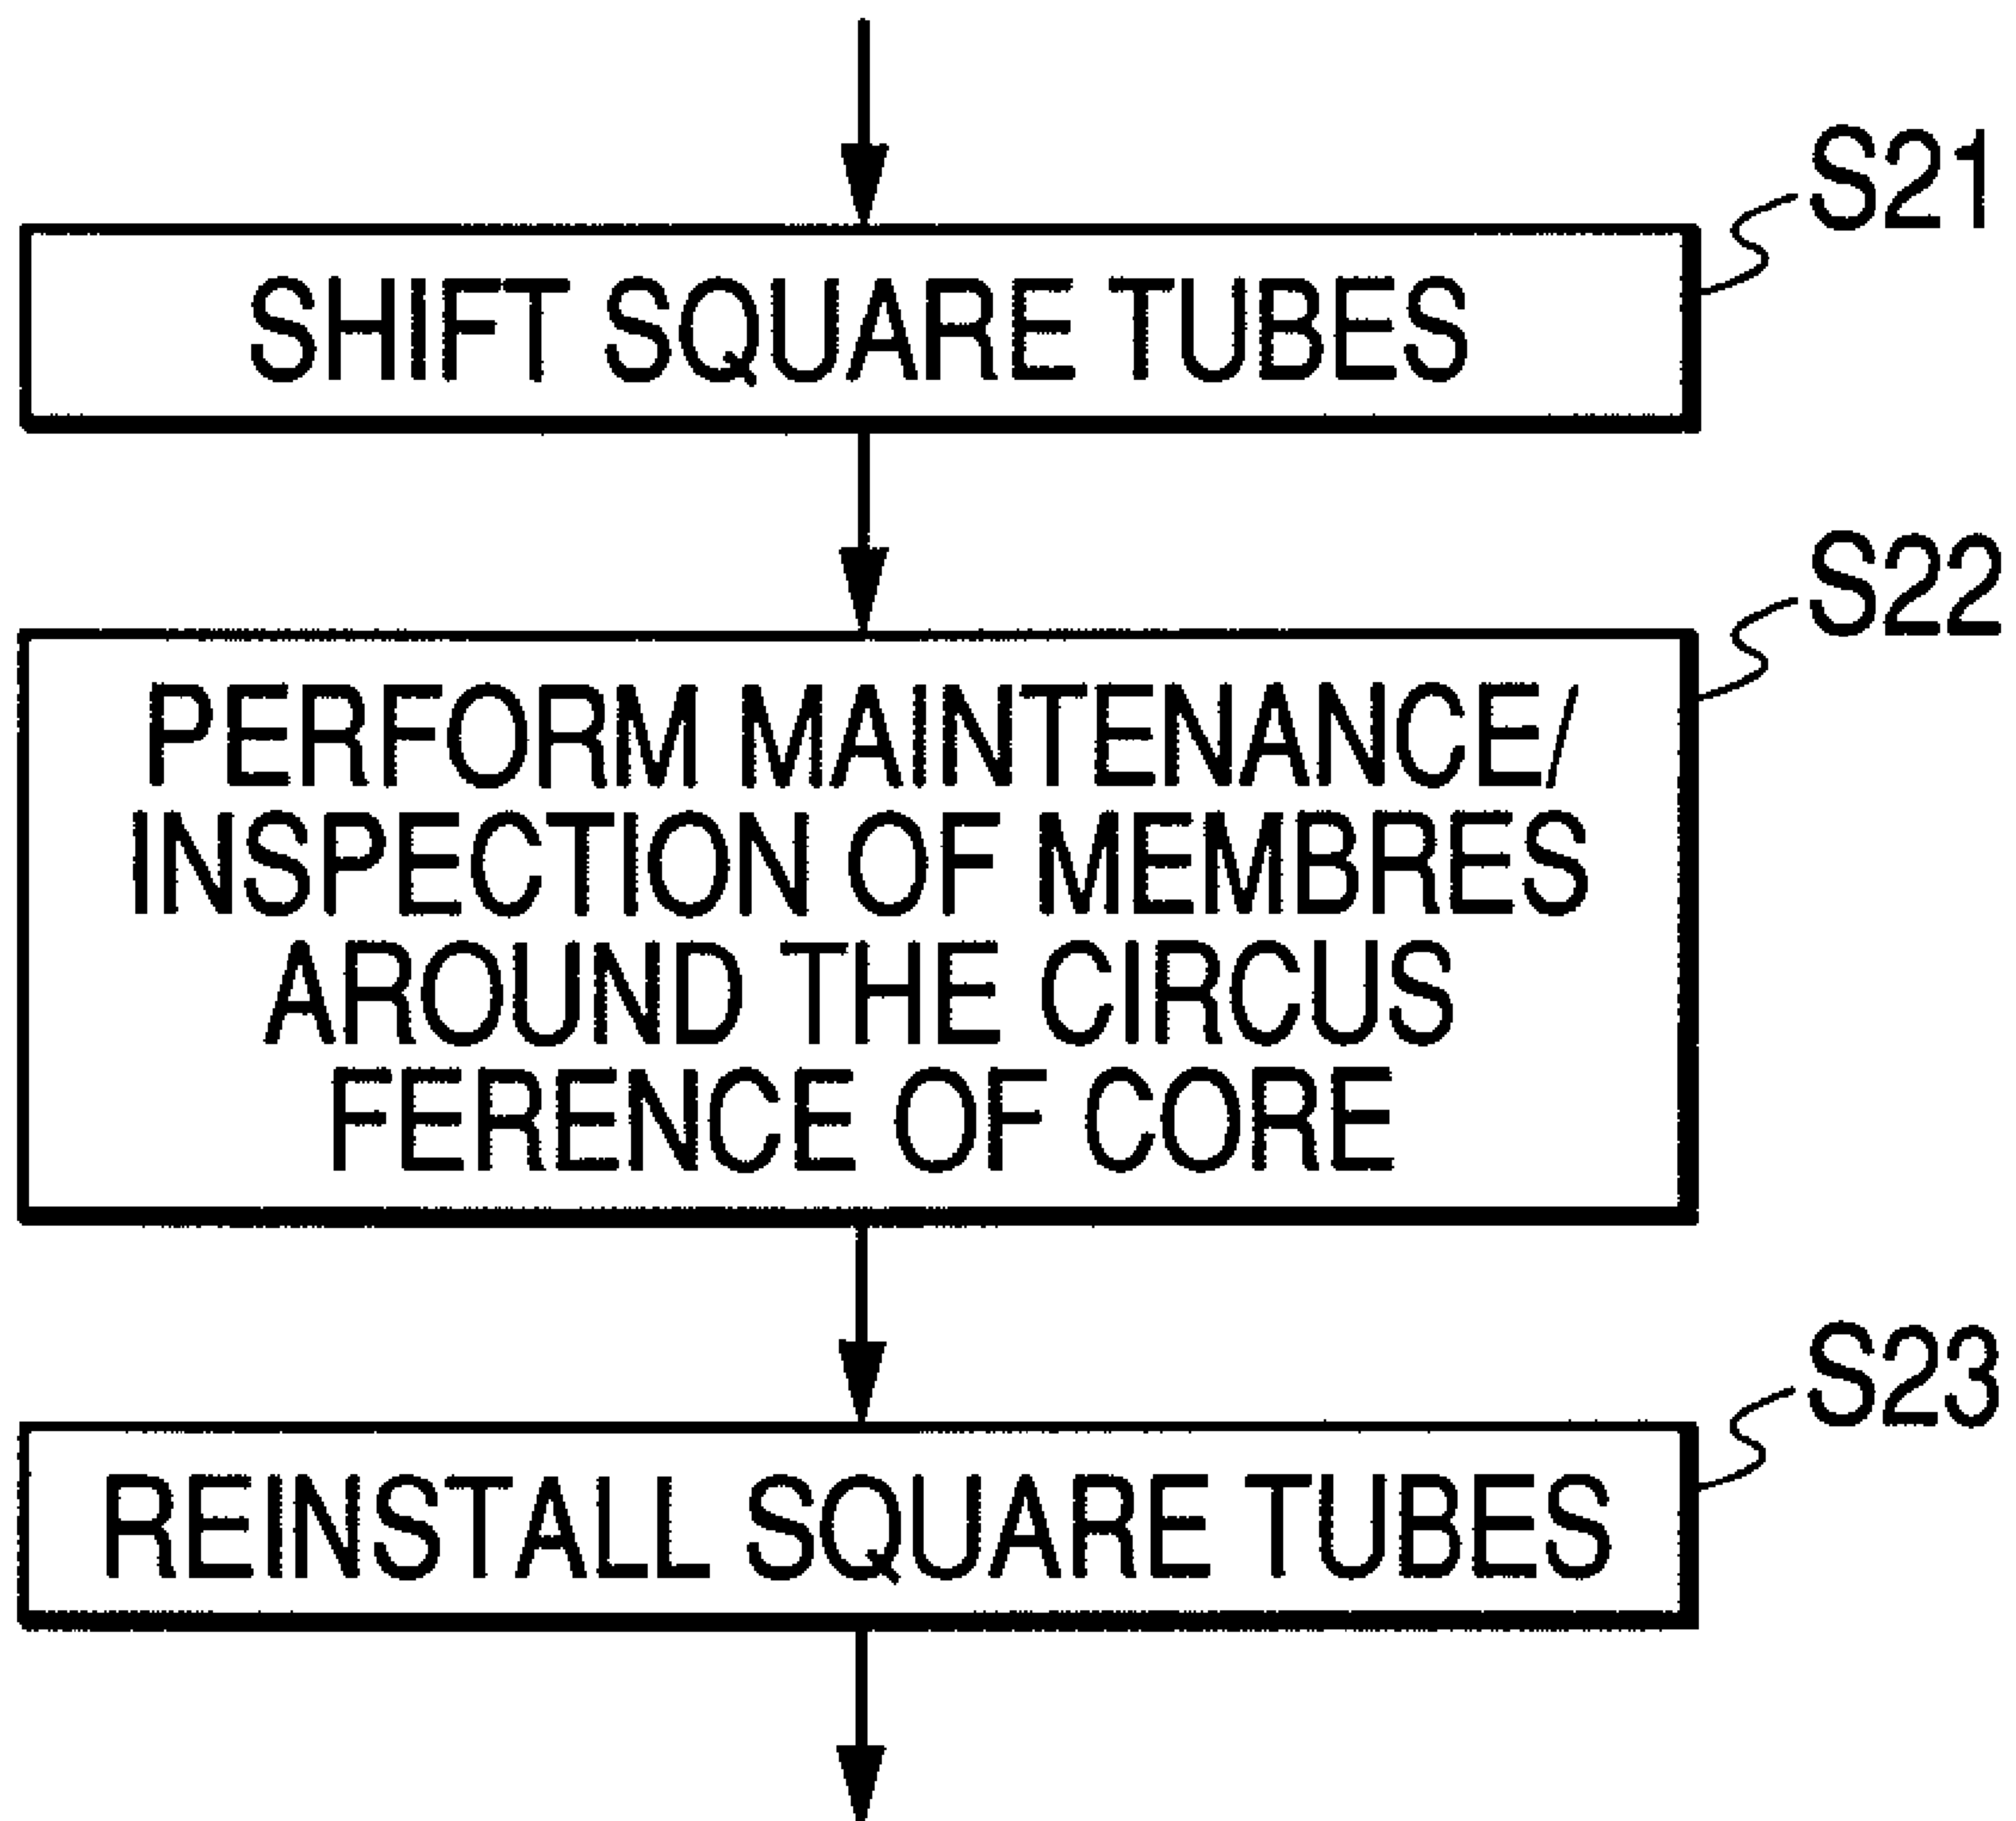 S21
SHIFT SQUARE TUBES
S22
PERFORM MAINTENANCE/
INSPECTION OF MEMBRES
AROUND THE CIRCUS
FERENCE OF CORE
S23
REINSTALL SQUARE TUBES